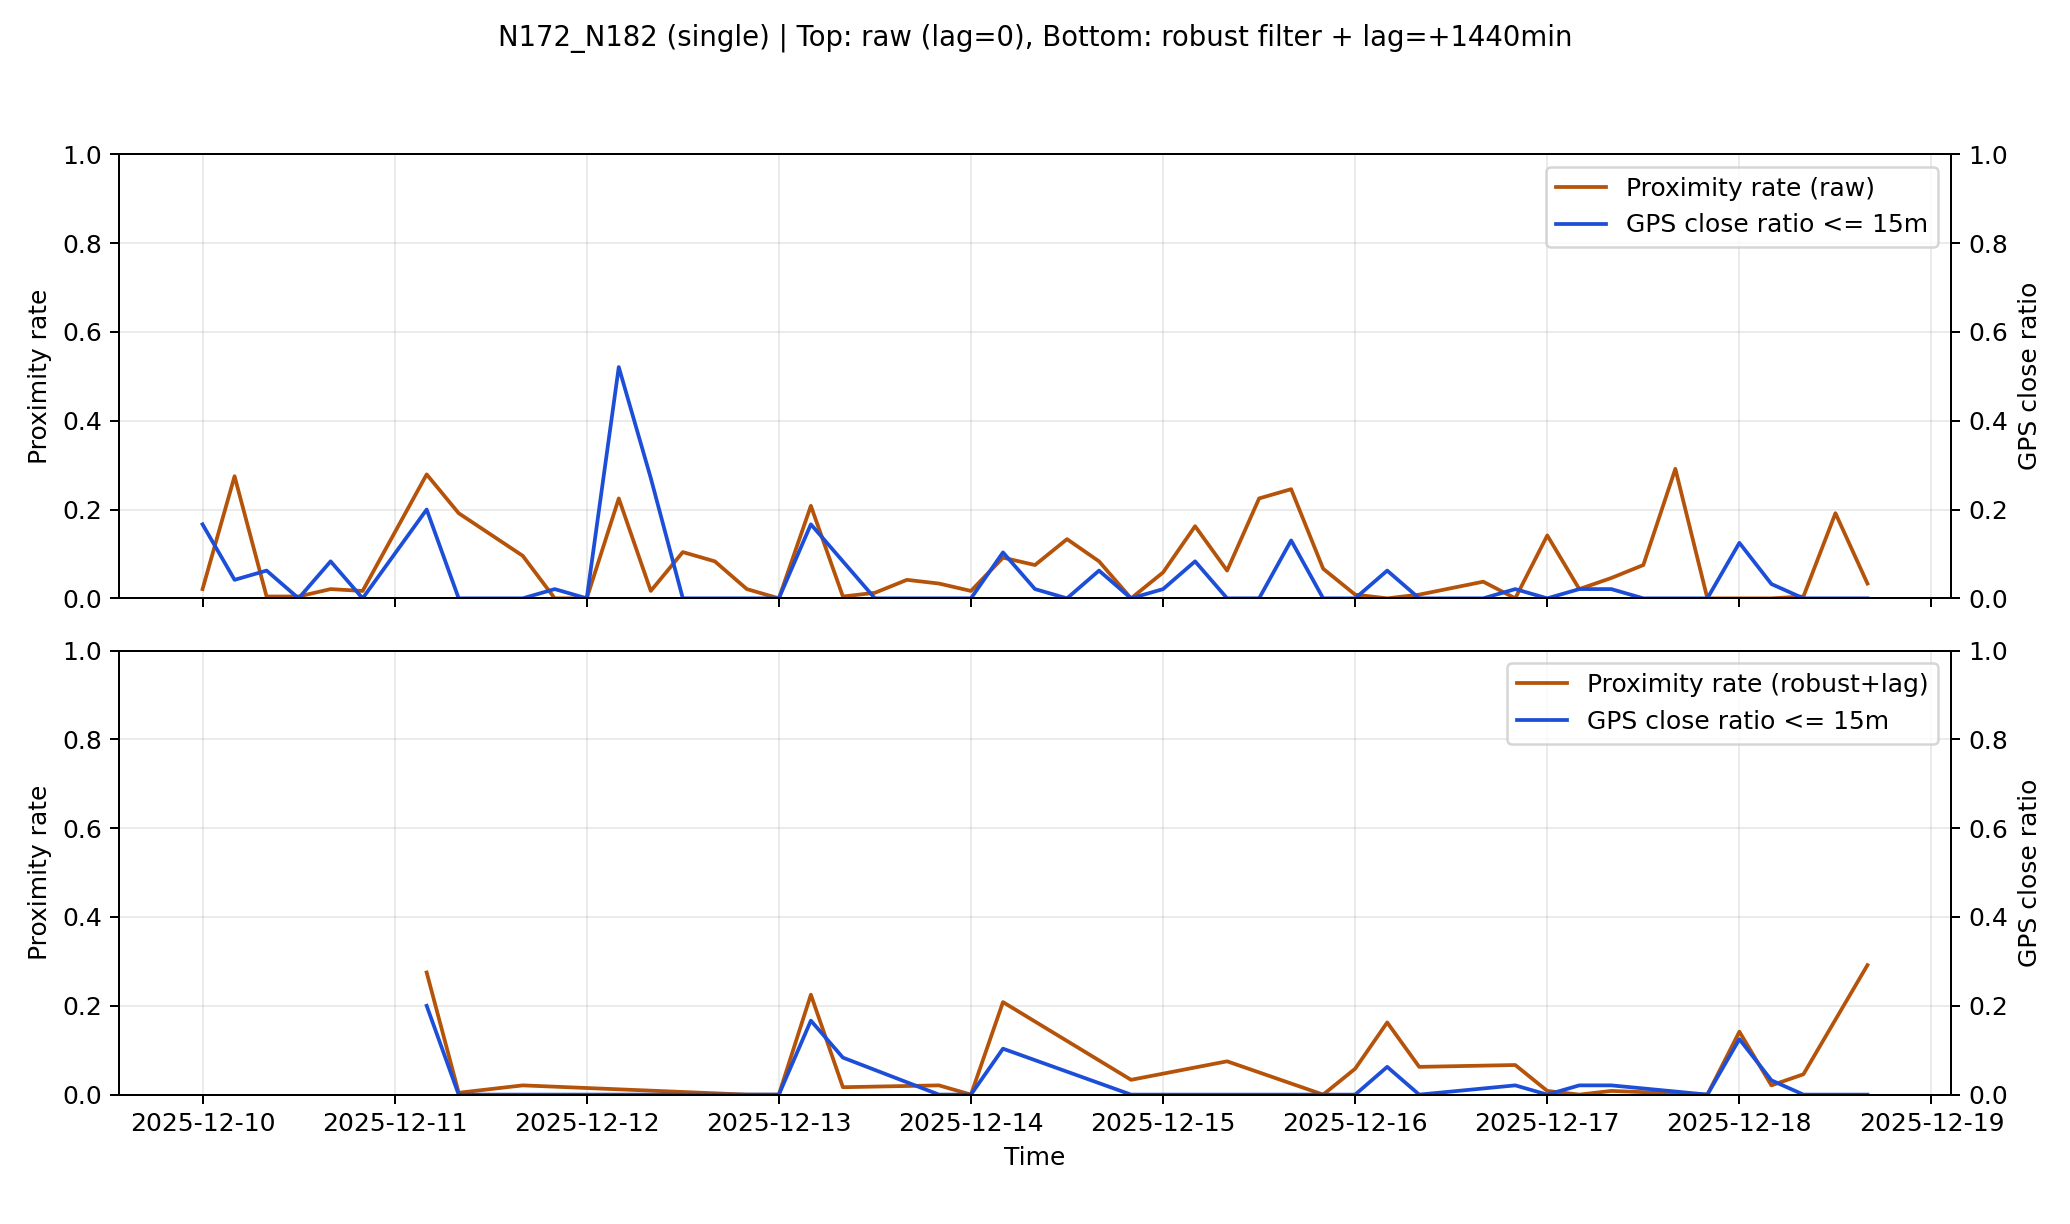 N172_N182 (single) | Top: raw (lag=0), Bottom: robust filter + lag=+1440min
1.0
0.8
0.6
0.4
0.2
0.0
Proximity rate
Proximity rate (raw)
GPS close ratio <= 15m
1.0
0.8
0.6
0.4
0.2
0.0
GPS close ratio
1.0
0.8
0.6
0.4
0.2
0.0
Proximity rate
Proximity rate (robust+lag)
GPS close ratio <= 15m
1.0
0.8
0.6
0.4
0.2
0.0
GPS close ratio
2025-12-10 2025-12-11 2025-12-12 2025-12-13 2025-12-14 2025-12-15 2025-12-16 2025-12-17 2025-12-18 2025-12-19
Time